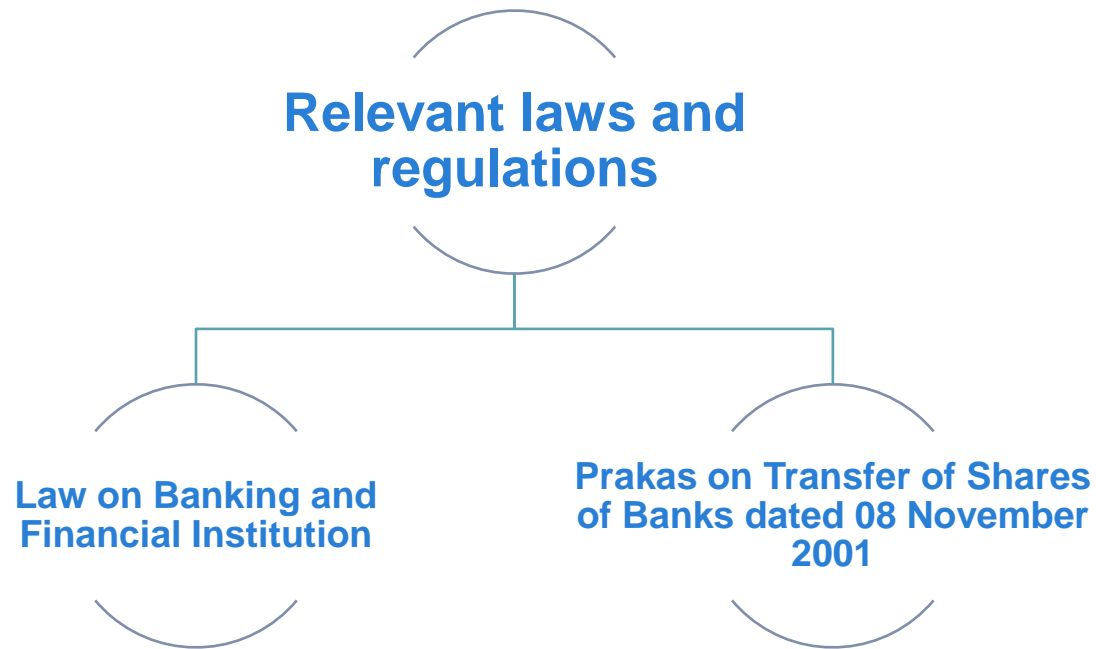 Relevant laws and
regulations
Law on Banking and
Financial Institution
Prakas on Transfer of Shares
of Banks dated 08 November
2001